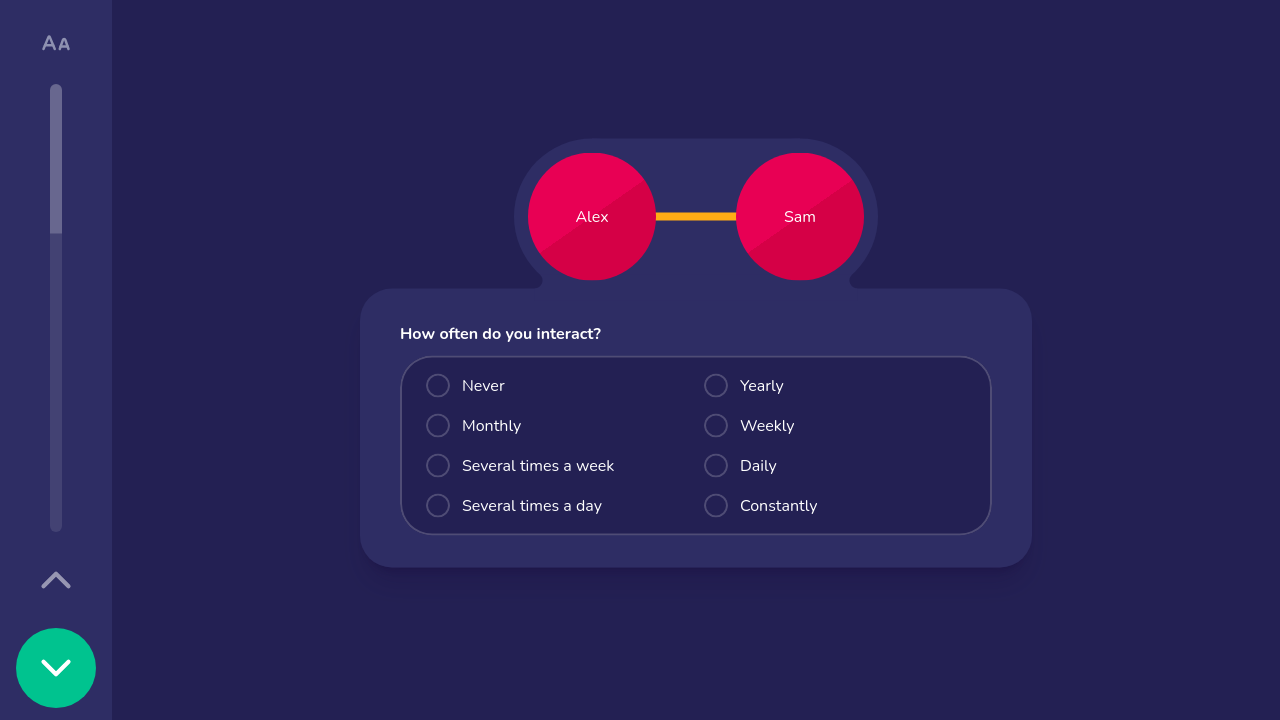 AA
Alex
Sam
How often do you interact?
Never
Yearly
Monthly
Weekly
Several times a week
Daily
Several times a day
Constantly